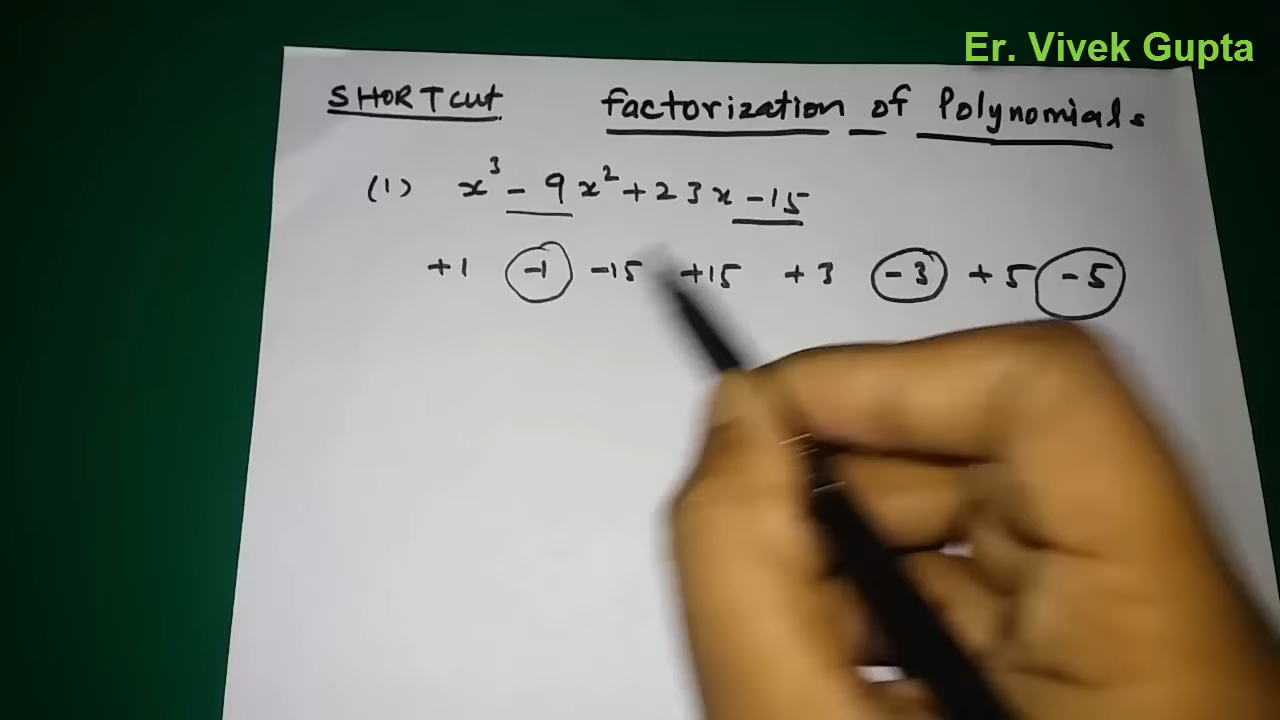 Er. Vivek Gupta
SHORTcut factorization of Polynomials
(1) x³ - 9x² + 23x - 15
+1 -1 -15 +15 +3 -3 +5 -5